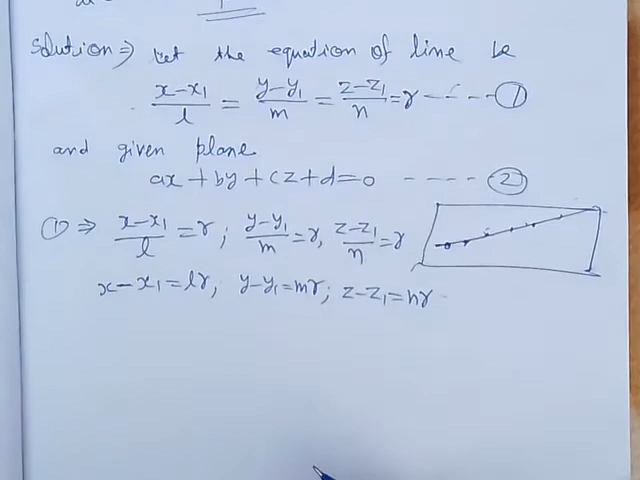 Solution ⇒ Let the equation of line be
(x-x₁)/l = (y-y₁)/m = (z-z₁)/n = r ----- ①
and given plane
ax + by + cz + d = 0 ---- ②
① ⇒ (x-x₁)/l = r ; (y-y₁)/m = r, (z-z₁)/n = r
x-x₁ = lr, y-y₁ = mr; z-z₁ = nr